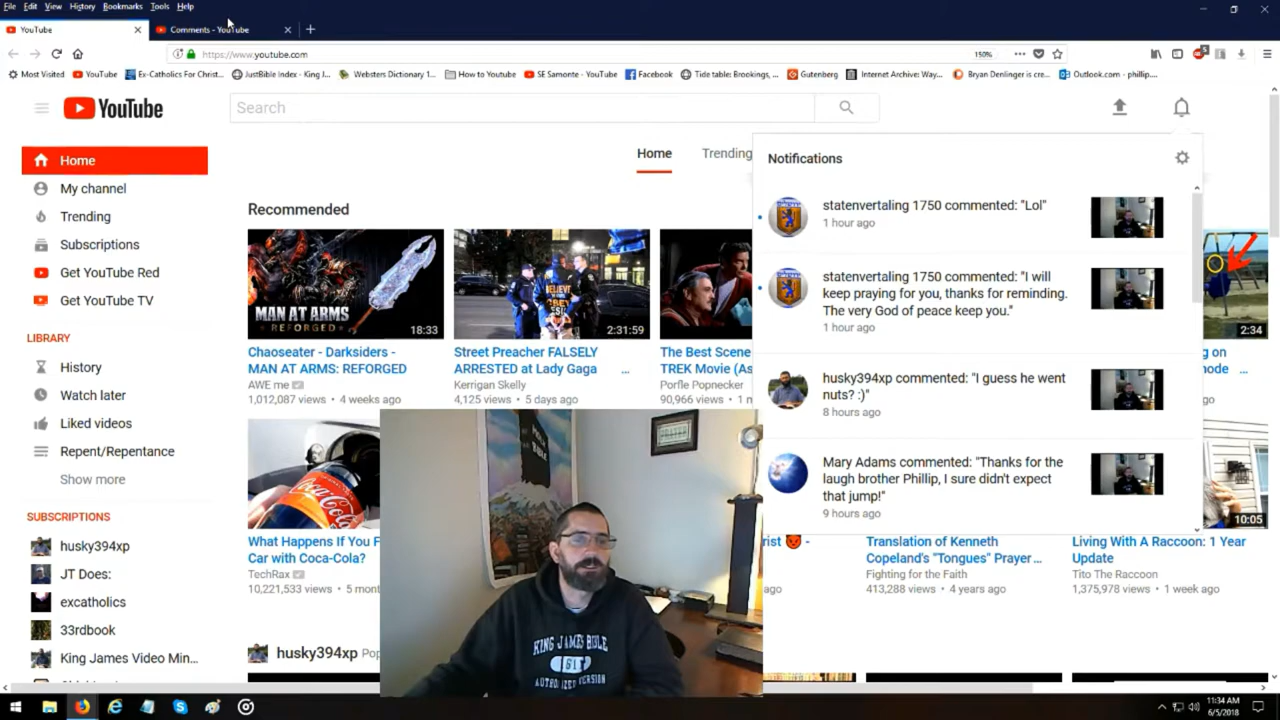 File Edit View History Bookmarks Tools Help
YouTube
Comments - YouTube
https://www.youtube.com
150%
Most Visited YouTube Ex-Catholics For Christ... JustBible index - King J... Websters Dictionary 1... How to Youtube SE Samonte - YouTube Facebook Tide table: Brookings, ... Gutenberg Internet Archive: Way... Bryan Denlinger is cre... Outlook.com - phillip....
YouTube
Search
Home
My channel
Trending
Subscriptions
Get YouTube Red
Get YouTube TV
LIBRARY
History
Watch later
Liked videos
Repent/Repentance
Show more
SUBSCRIPTIONS
husky394xp
JT Does:
excatholics
33rdbook
King James Video Min...
Home
Trending
Recommended
MAN AT ARMS
REFORGED
18:33
Chaoseater - Darksiders -
MAN AT ARMS: REFORGED
AWE me
1,012,087 views • 4 weeks ago
BELIEVE
OBEY
JESUS!
2:31:59
Street Preacher FALSELY
ARRESTED at Lady Gaga ...
Kerrigan Skelly
4,125 views • 5 days ago
The Best Scene
TREK Movie (As
Porfle Popnecker
90,966 views • 1 m
Notifications
statenvertaling 1750 commented: "Lol"
1 hour ago
statenvertaling 1750 commented: "I will
keep praying for you, thanks for reminding.
The very God of peace keep you."
1 hour ago
husky394xp commented: "I guess he went
nuts? :)"
8 hours ago
Mary Adams commented: "Thanks for the
laugh brother Phillip, I sure didn't expect
that jump!"
9 hours ago
2:34
g on
ode ...
go
Coca-Cola
What Happens If You F
Car with Coca-Cola?
TechRax
10,221,533 views • 5 mont
rist 😈 -
ago
Translation of Kenneth
Copeland's "Tongues" Prayer ...
Fighting for the Faith
413,288 views • 4 years ago
10:05
Living With A Raccoon: 1 Year
Update
Tito The Raccoon
1,375,978 views • 1 week ago
husky394xp Pop
KING JAMES BIBLE
1611
AUTHORIZED VERSION
11:34 AM
6/5/2018